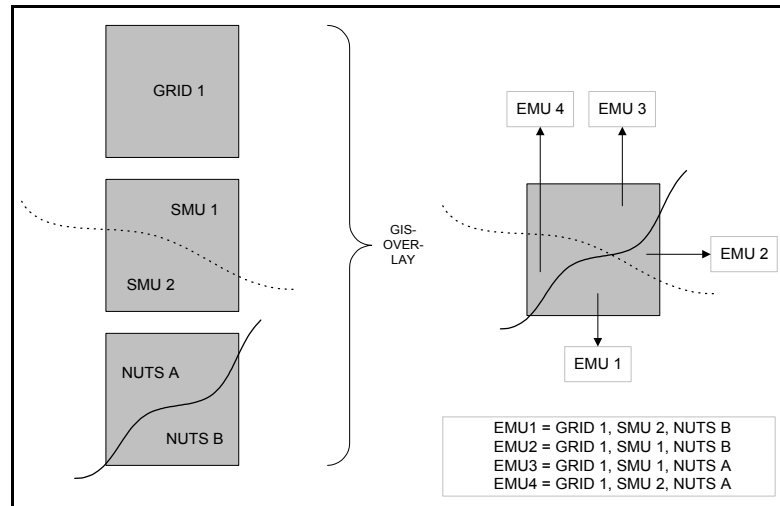 GRID 1
SMU 1
SMU 2
NUTS A
NUTS B
GIS-
OVER-
LAY
EMU 4
EMU 3
EMU 2
EMU 1
EMU1 = GRID 1, SMU 2, NUTS B
EMU2 = GRID 1, SMU 1, NUTS B
EMU3 = GRID 1, SMU 1, NUTS A
EMU4 = GRID 1, SMU 2, NUTS A